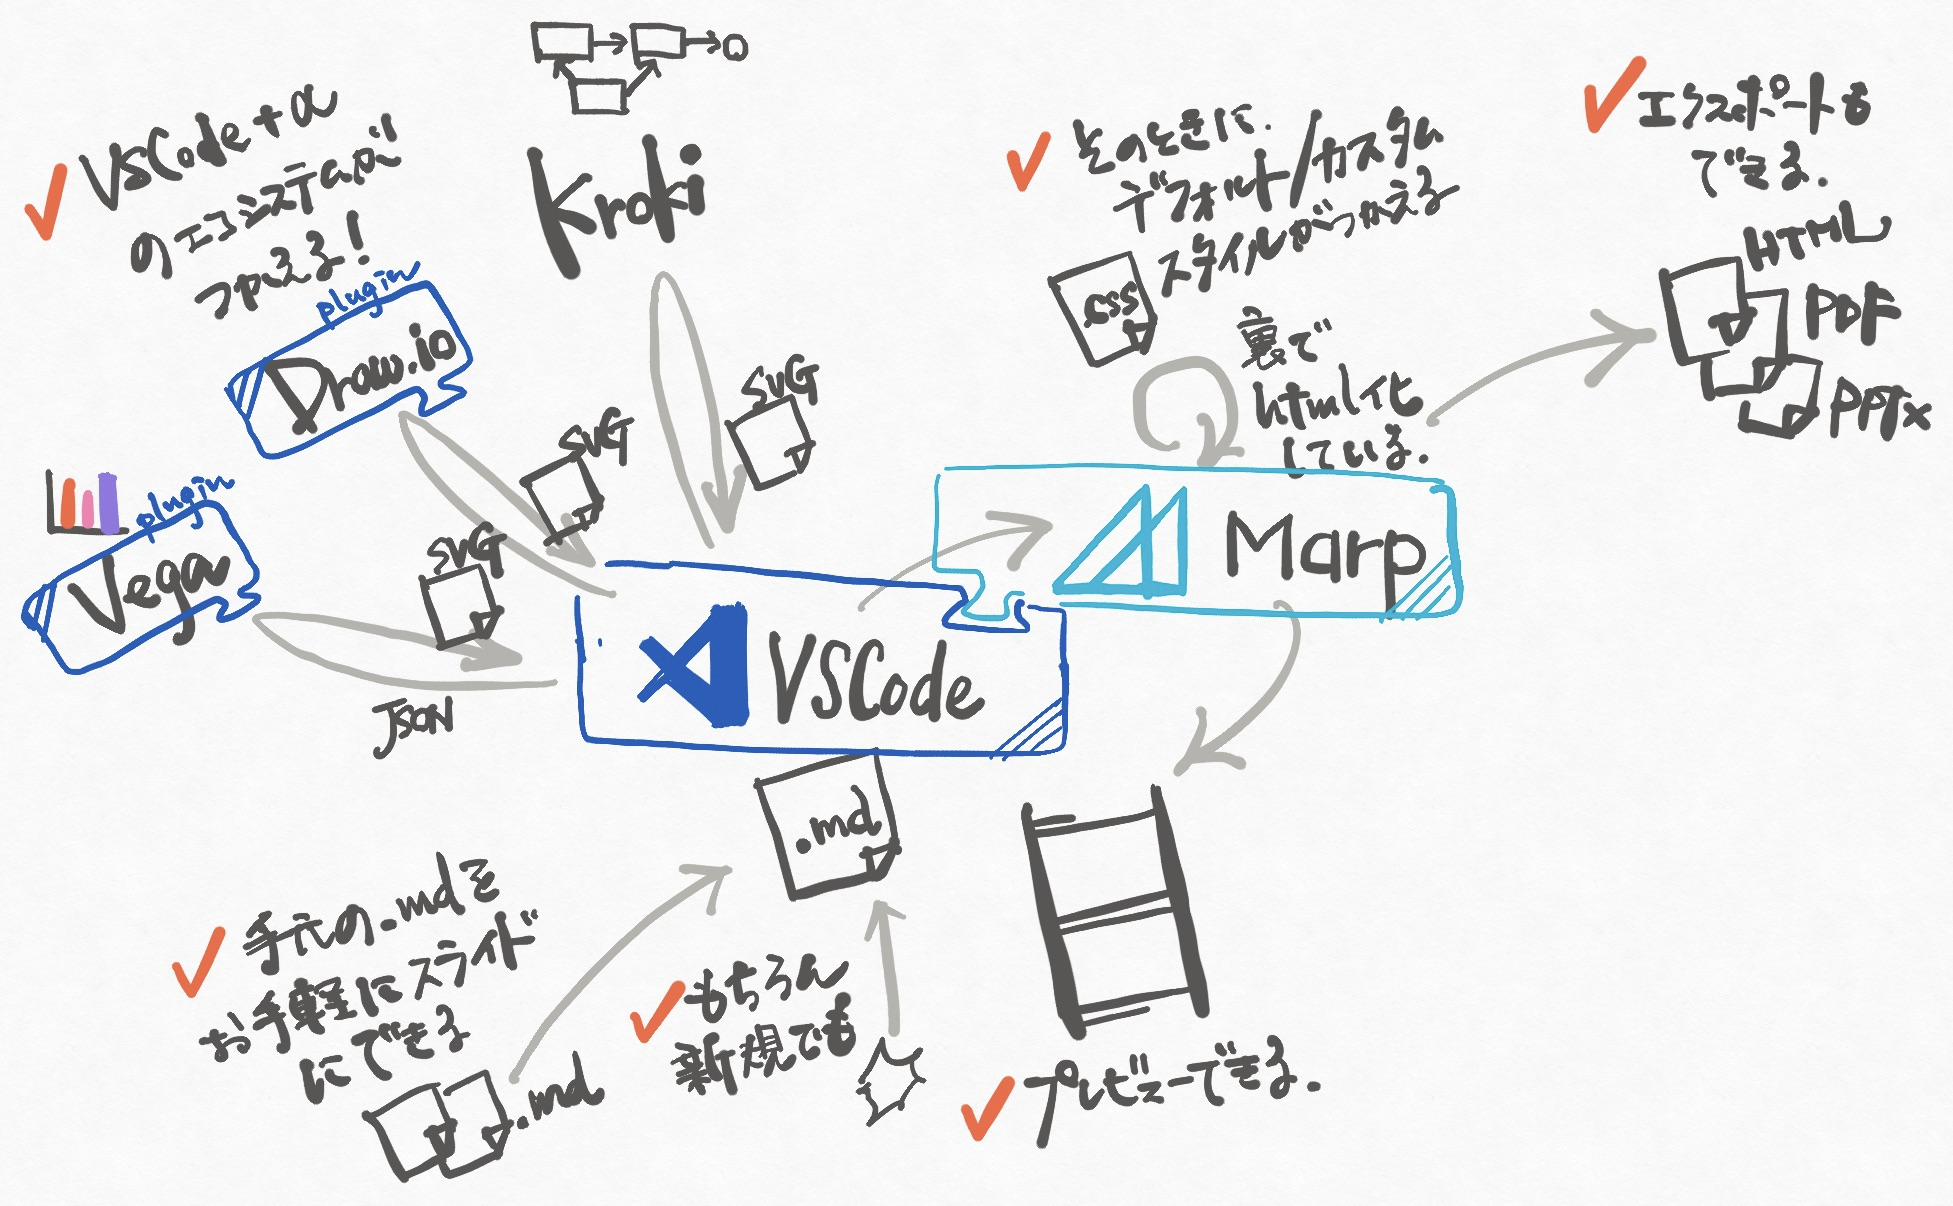 VSCode+α
のエコシステムが
つかえる!
plugin
Draw.io
plugin
Vega
Kroki
SVG
SVG
SVG
JSON
そのときに、
デフォルト/カスタム
スタイルがつかえる
css
裏で
html化
している.
エクスポートも
できる.
HTML
PDF
PPTx
Marp
VSCode
.md
手元の.mdを
お手軽にスライド
にできる
.md
もちろん
新規でも
プレビューできる.